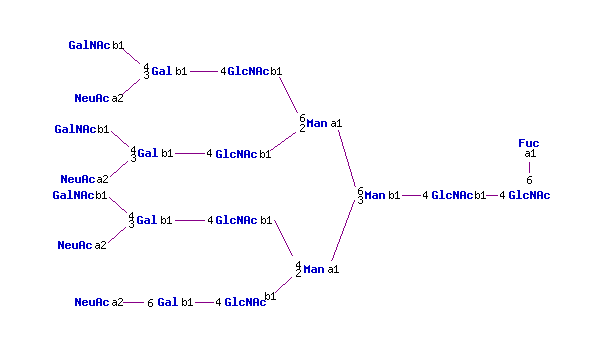 GalNAc b1
4 3 Gal b1 4 GlcNAc b1
NeuAc a2
6 2 Man a1
GalNAc b1
4 3 Gal b1 4 GlcNAc b1
NeuAc a2
Fuc a1
6 3 Man b1 4 GlcNAc b1 4 6 GlcNAc
GalNAc b1
4 3 Gal b1 4 GlcNAc b1
NeuAc a2
4 2 Man a1
NeuAc a2 6 Gal b1 4 GlcNAc b1